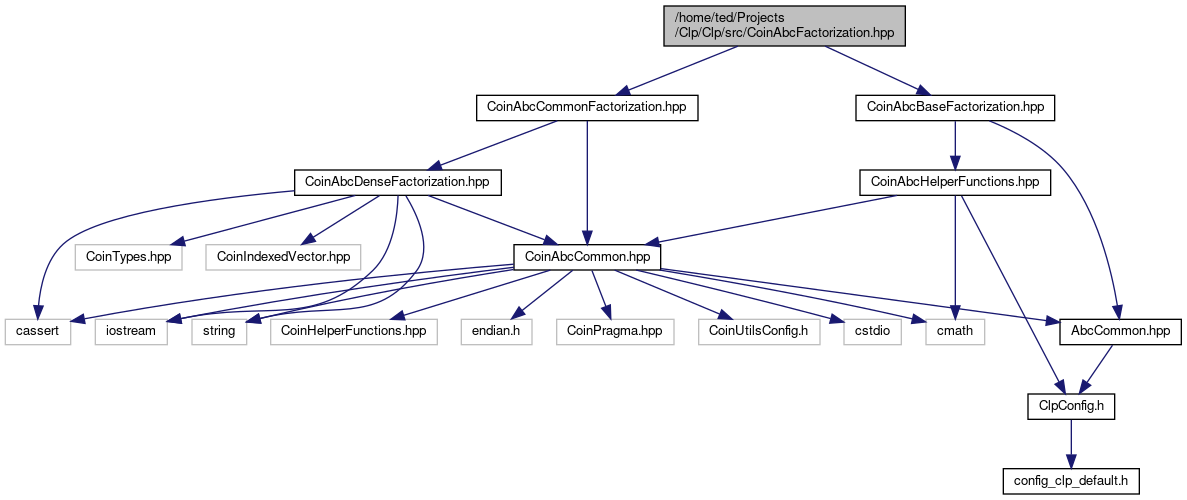 /home/ted/Projects
/Clp/Clp/src/CoinAbcFactorization.hpp
CoinAbcCommonFactorization.hpp
CoinAbcBaseFactorization.hpp
CoinAbcDenseFactorization.hpp
CoinAbcHelperFunctions.hpp
CoinTypes.hpp
CoinIndexedVector.hpp
CoinAbcCommon.hpp
cassert
iostream
string
CoinHelperFunctions.hpp
endian.h
CoinPragma.hpp
CoinUtilsConfig.h
cstdio
cmath
AbcCommon.hpp
ClpConfig.h
config_clp_default.h